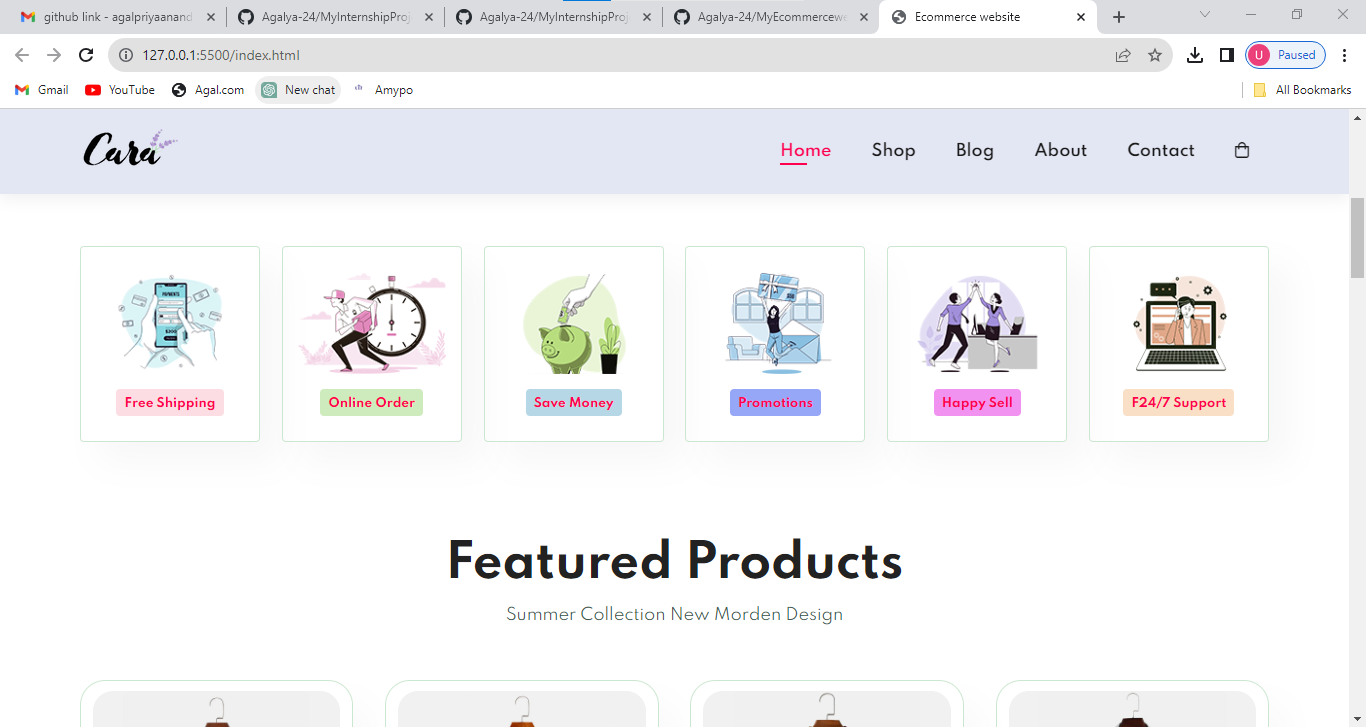 github link - agalpriyaanand
Agalya-24/MyInternshipProj
Agalya-24/MyInternshipProj
Agalya-24/MyEcommercewe
Ecommerce website
127.0.0.1:5500/index.html
U
Paused
Gmail
YouTube
Agal.com
New chat
Amypo
All Bookmarks
Cara
Home
Shop
Blog
About
Contact
PAYMENTS
$200
Free Shipping
Online Order
Save Money
Promotions
Happy Sell
F24/7 Support
Featured Products
Summer Collection New Morden Design